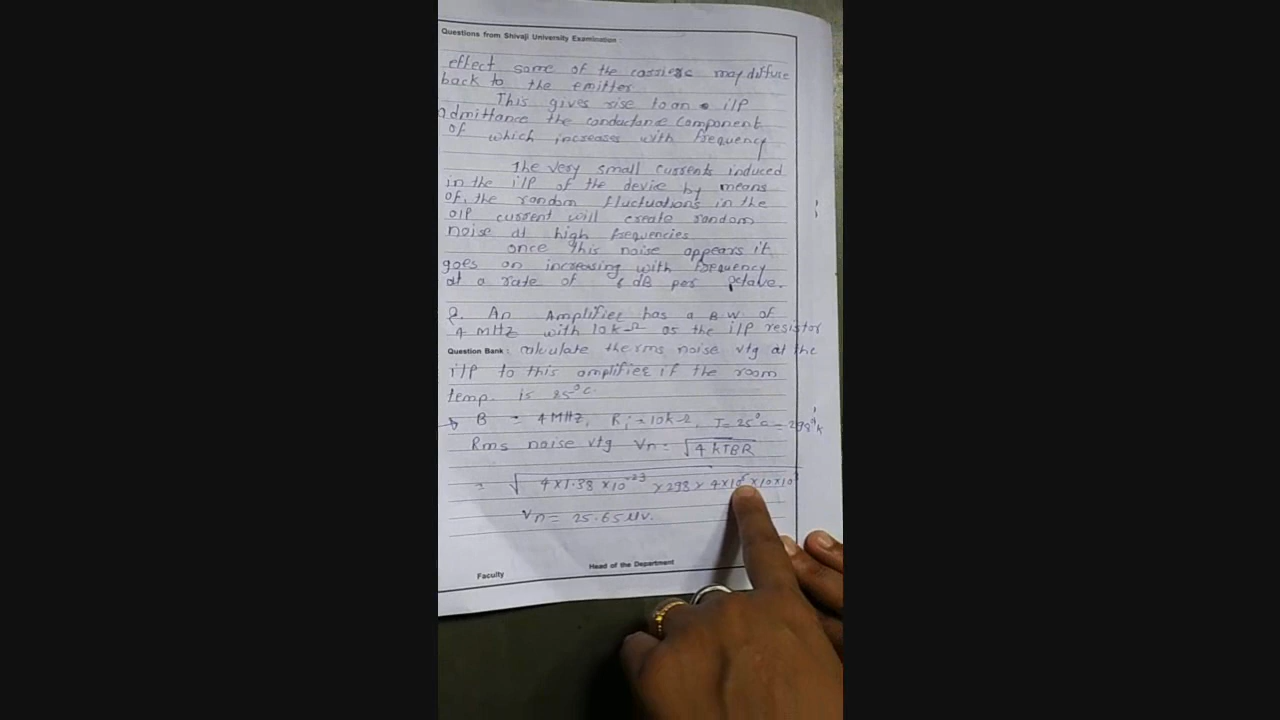 Questions from Shivaji University Examination :
effect some of the carriers may diffuse
back to the emitter
This gives rise to an i/p
admittance the conductance component
of which increases with frequency
The very small currents induced
in the i/p of the device by means
of the random fluctuations in the
o/p current will create random
noise at high frequencies
once this noise appears it
goes on increasing with frequency
at a rate of 6 dB per octave.
Q. An Amplifier has a BW of
4 MHz with 10k Ω as the i/p resistor
Question Bank : calculate the rms noise vtg at the
i/p to this amplifier if the room
temp. is 25°C.
→ B = 4 MHz, Ri = 10k Ω, T = 25°C = 298°K
Rms noise vtg Vn = √4 kTBR
= √4×1.38 ×10⁻²³ ×298× 4×10⁶ ×10×10³
Vn = 25.65 μv.
Faculty
Head of the Department